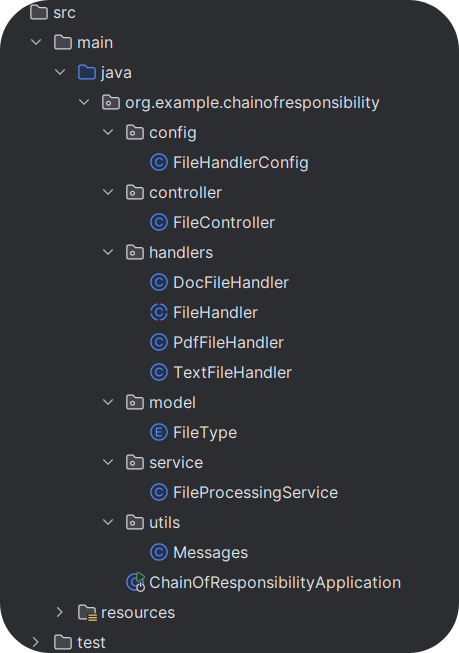 src
main
java
org.example.chainofresponsibility
config
C FileHandlerConfig
controller
C FileController
handlers
C DocFileHandler
C FileHandler
C PdfFileHandler
C TextFileHandler
model
E FileType
service
C FileProcessingService
utils
C Messages
C ChainOfResponsibilityApplication
resources
test